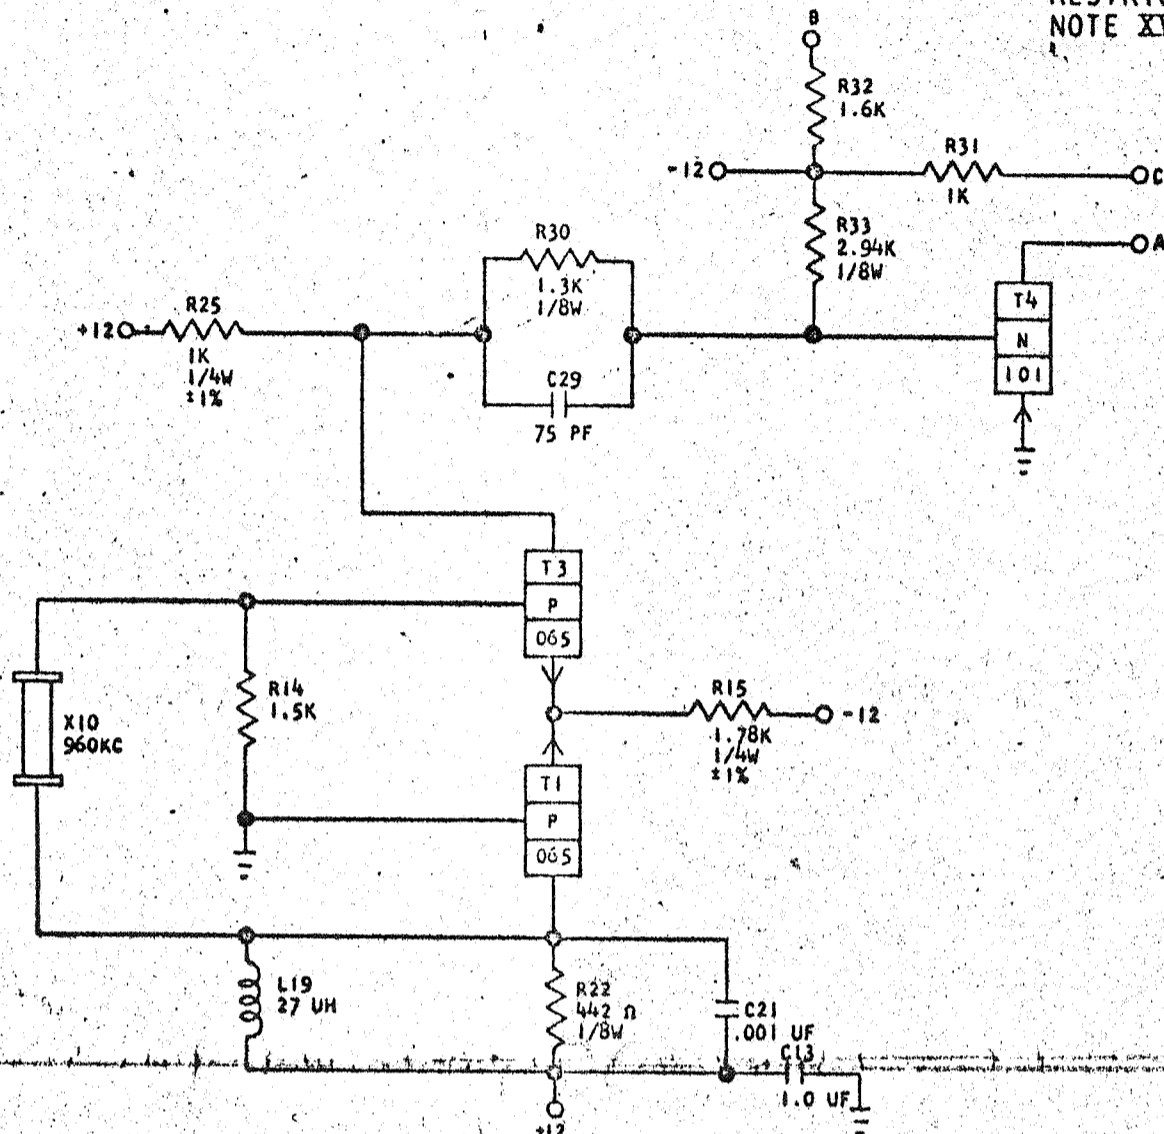 NOTE
B
R32
1.6K
-12
R31
1K
C
R33
2.94K
1/8W
A
R30
1.3K
1/8W
R25
+12
1K
1/4W
±1%
C29
75 PF
T4
N
101
T3
P
065
R14
1.5K
X10
960KC
R15
-12
1.78K
1/4W
±1%
T1
P
065
L19
27 UH
R22
442 Ω
1/8W
C21
.001 UF
C13
1.0 UF
+12